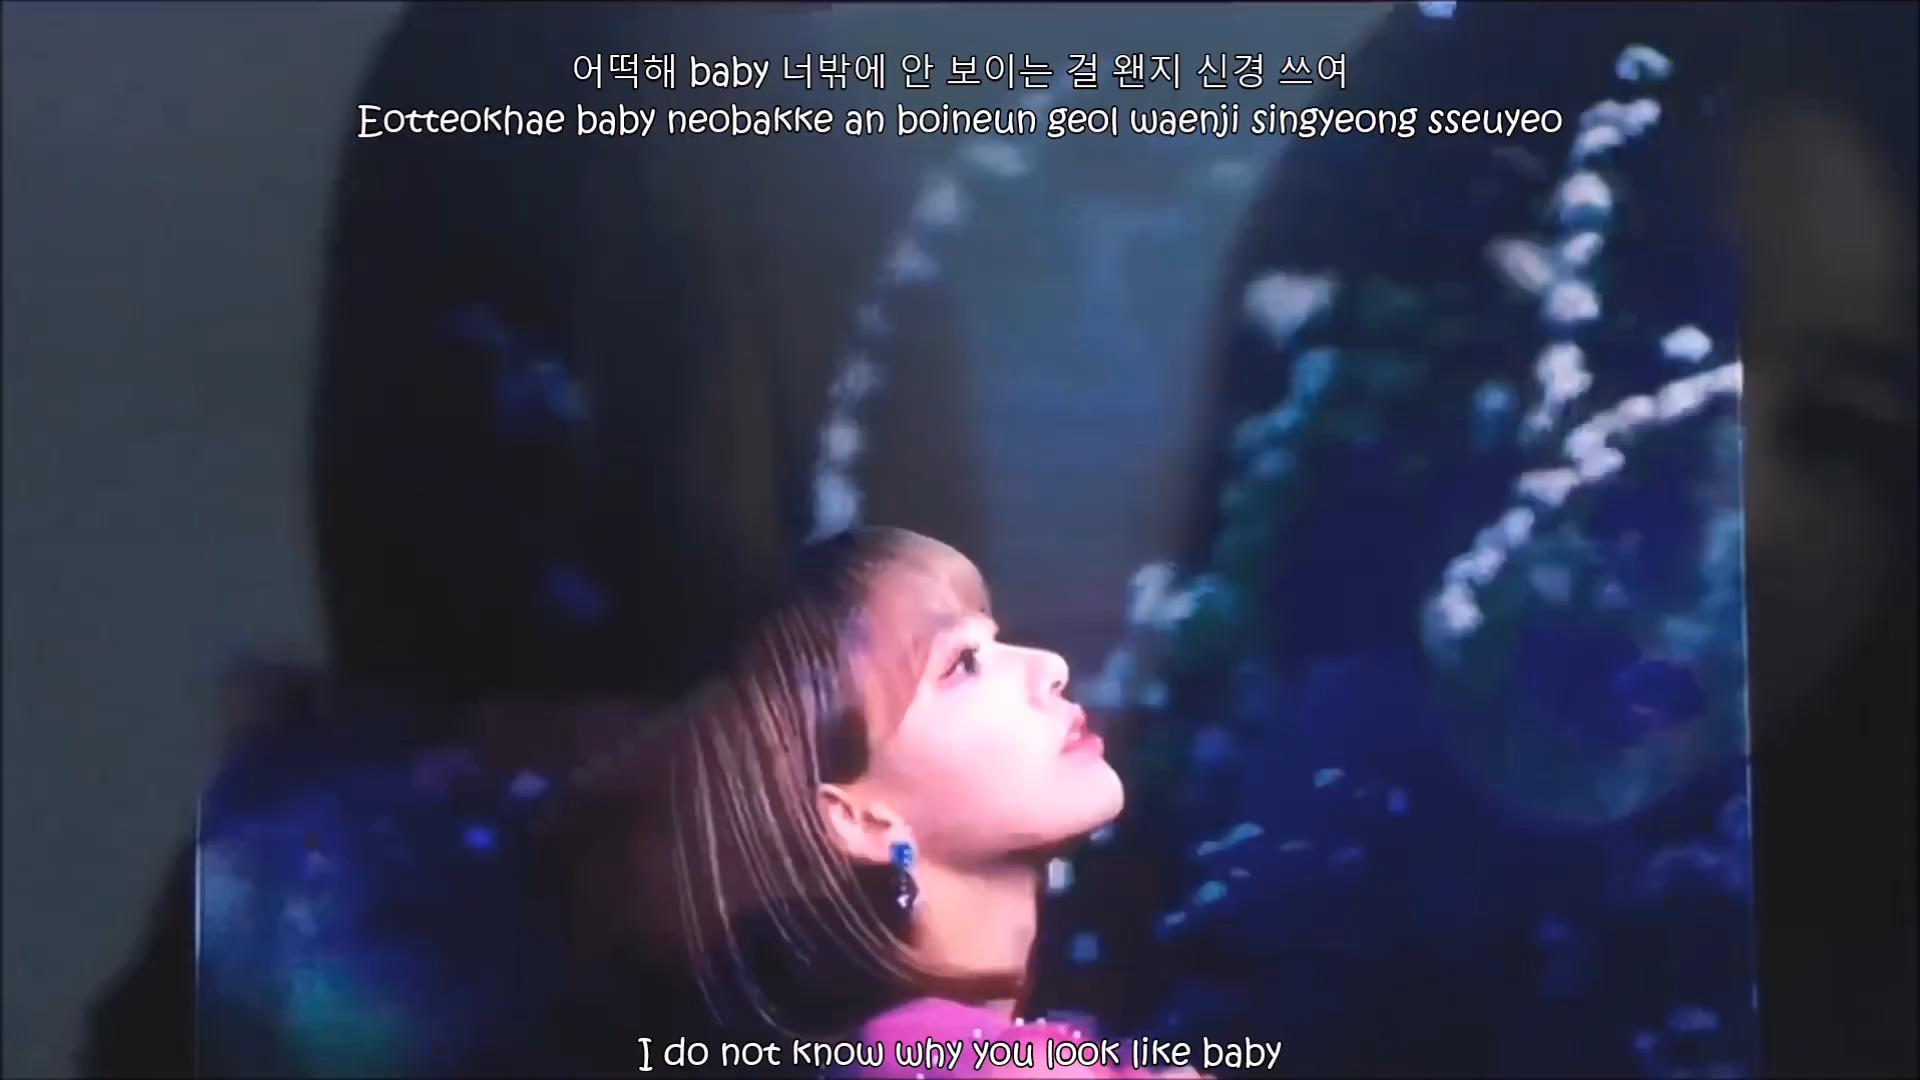 어떡해 baby 너밖에 안 보이는 걸 왠지 신경 쓰여
Eotteokhae baby neobakke an boineun geol waenji singyeong sseuyeo
I do not know why you look like baby